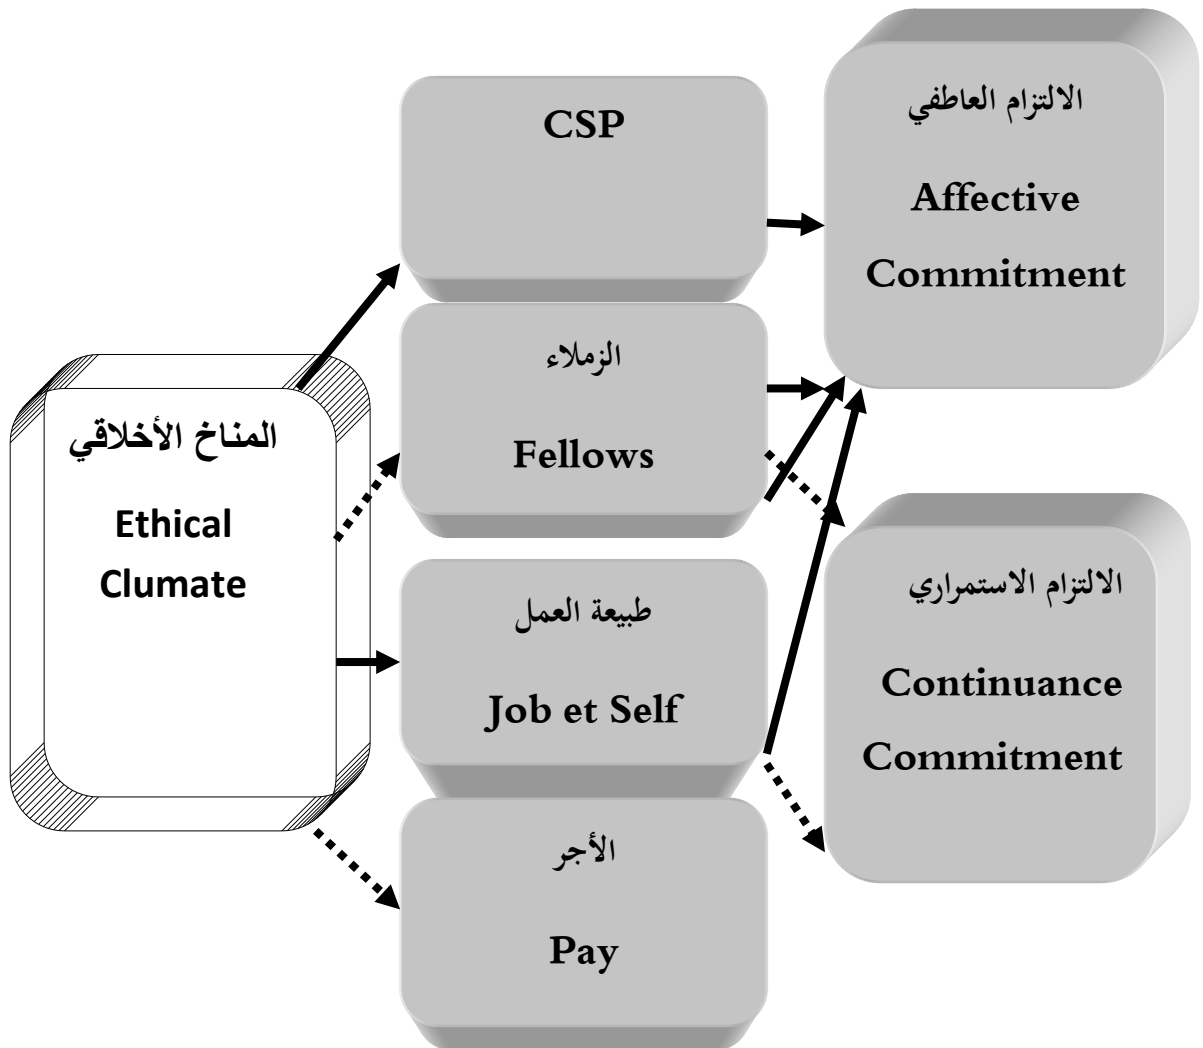 المناخ الأخلاقي
Ethical
Clumate
CSP
الزملاء
Fellows
طبيعة العمل
Job et Self
الأجر
Pay
الالتزام العاطفي
Affective
Commitment
الالتزام الاستمراري
Continuance
Commitment